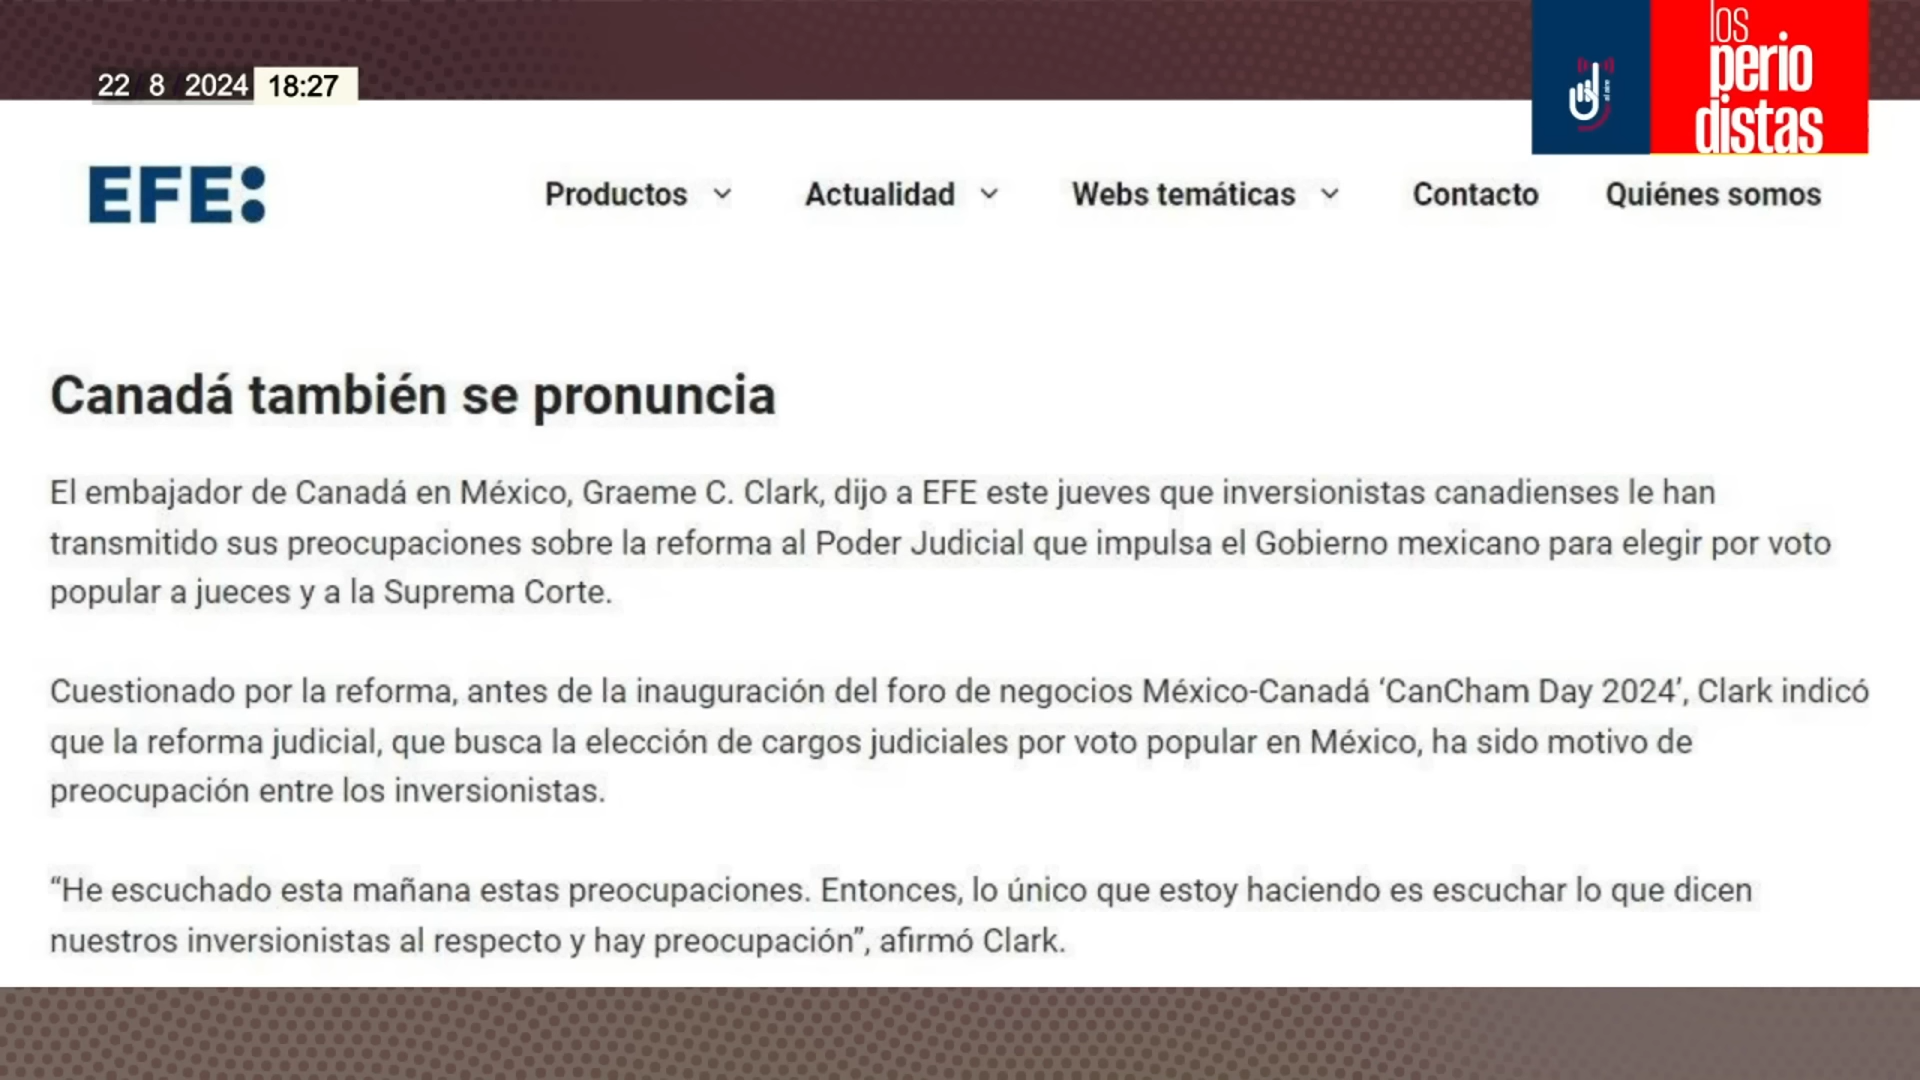 22 8 2024 18:27
los
perio
distas
EFE:
Productos Actualidad Webs temáticas Contacto Quiénes somos
Canadá también se pronuncia
El embajador de Canadá en México, Graeme C. Clark, dijo a EFE este jueves que inversionistas canadienses le han
transmitido sus preocupaciones sobre la reforma al Poder Judicial que impulsa el Gobierno mexicano para elegir por voto
popular a jueces y a la Suprema Corte.
Cuestionado por la reforma, antes de la inauguración del foro de negocios México-Canadá ‘CanCham Day 2024’, Clark indicó
que la reforma judicial, que busca la elección de cargos judiciales por voto popular en México, ha sido motivo de
preocupación entre los inversionistas.
“He escuchado esta mañana estas preocupaciones. Entonces, lo único que estoy haciendo es escuchar lo que dicen
nuestros inversionistas al respecto y hay preocupación”, afirmó Clark.